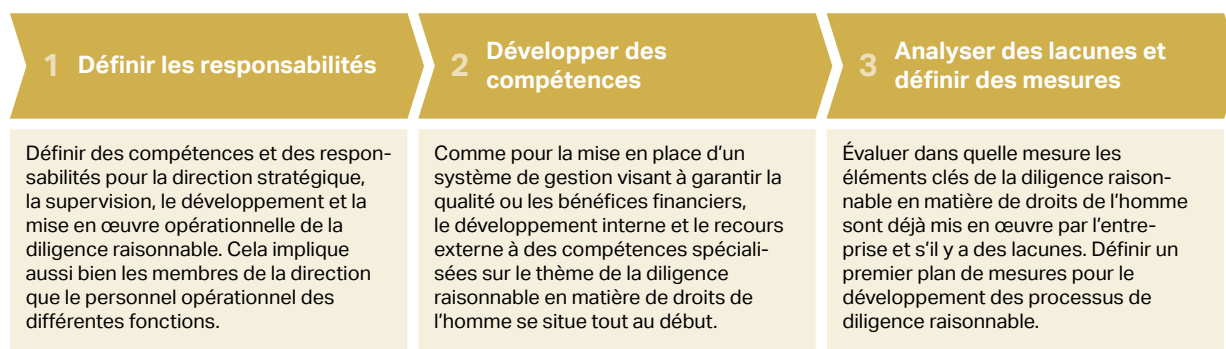 1 Définir les responsabilités
Définir des compétences et des respon-
sabilités pour la direction stratégique,
la supervision, le développement et la
mise en œuvre opérationnelle de la
diligence raisonnable. Cela implique
aussi bien les membres de la direction
que le personnel opérationnel des
différentes fonctions.
2 Développer des
compétences
Comme pour la mise en place d’un
système de gestion visant à garantir la
qualité ou les bénéfices financiers,
le développement interne et le recours
externe à des compétences spéciali-
sées sur le thème de la diligence
raisonnable en matière de droits de
l’homme se situe tout au début.
3 Analyser des lacunes et
définir des mesures
Évaluer dans quelle mesure les
éléments clés de la diligence raison-
nable en matière de droits de l’homme
sont déjà mis en œuvre par l’entre-
prise et s’il y a des lacunes. Définir un
premier plan de mesures pour le
développement des processus de
diligence raisonnable.